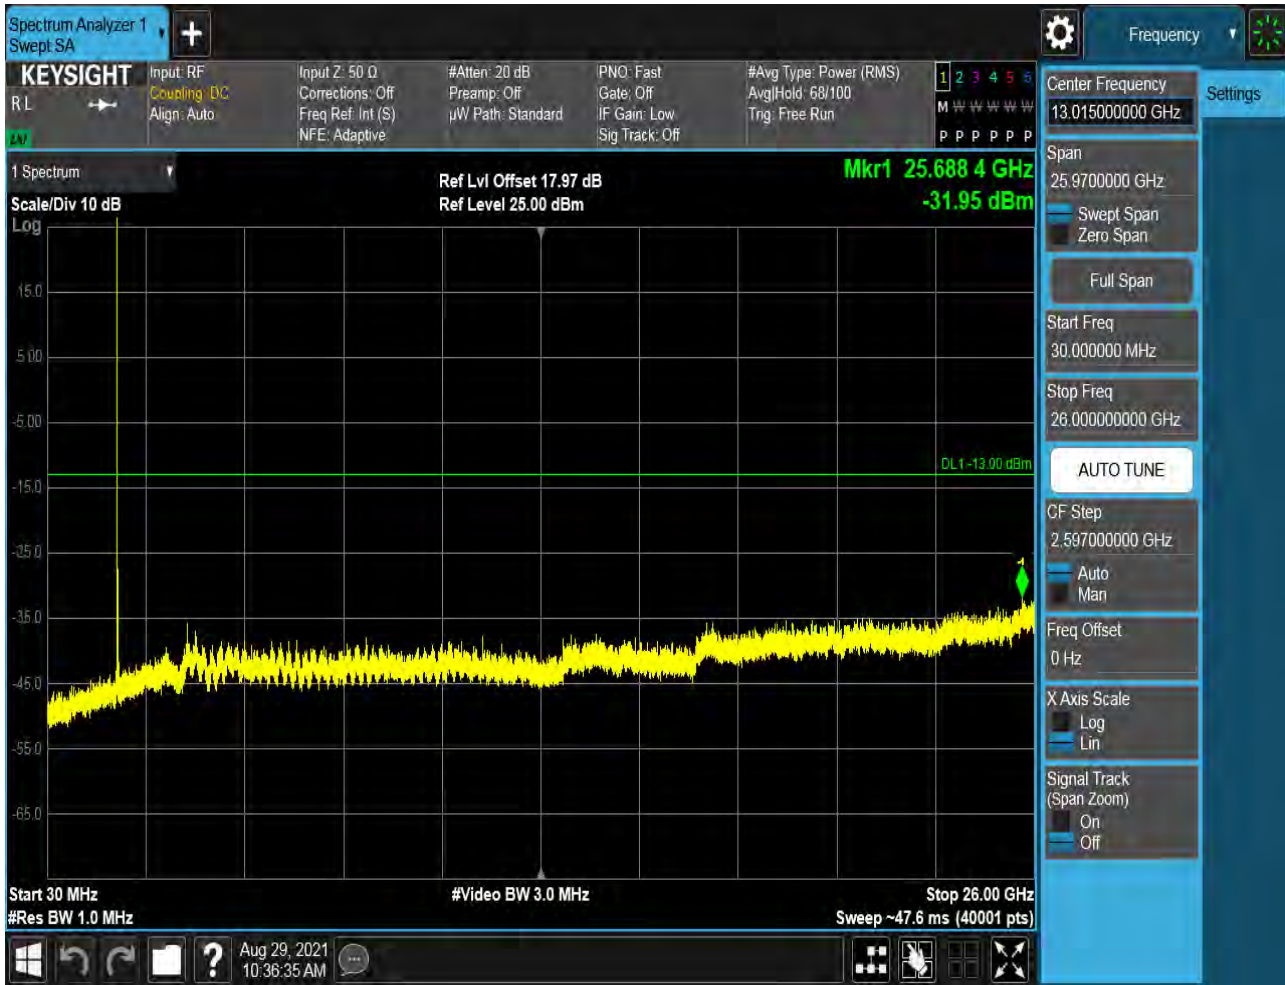 Spectrum Analyzer 1
Swept SA
Frequency
KEYSIGHT
R L
Input: RF
Coupling: DC
Align: Auto
Input Z: 50 Ω
Corrections: Off
Freq Ref: Int (S)
NFE: Adaptive
#Atten: 20 dB
Preamp: Off
µW Path: Standard
PNO: Fast
Gate: Off
IF Gain: Low
Sig Track: Off
#Avg Type: Power (RMS)
Avg|Hold: 68/100
Trig: Free Run
1 2 3 4 5 6
M W W W W W
P P P P P P
1 Spectrum
Scale/Div 10 dB
Log
Ref Lvl Offset 17.97 dB
Ref Level 25.00 dBm
Mkr1 25.688 4 GHz
-31.95 dBm
15.0
5.00
-5.00
-15.0
-25.0
-35.0
-45.0
-55.0
-65.0
DL1 -13.00 dBm
1
Start 30 MHz
#Res BW 1.0 MHz
#Video BW 3.0 MHz
Stop 26.00 GHz
Sweep ~47.6 ms (40001 pts)
Center Frequency
13.015000000 GHz
Settings
Span
25.9700000 GHz
Swept Span
Zero Span
Full Span
Start Freq
30.000000 MHz
Stop Freq
26.000000000 GHz
AUTO TUNE
CF Step
2.597000000 GHz
Auto
Man
Freq Offset
0 Hz
X Axis Scale
Log
Lin
Signal Track
(Span Zoom)
On
Off
?
Aug 29, 2021
10:36:35 AM